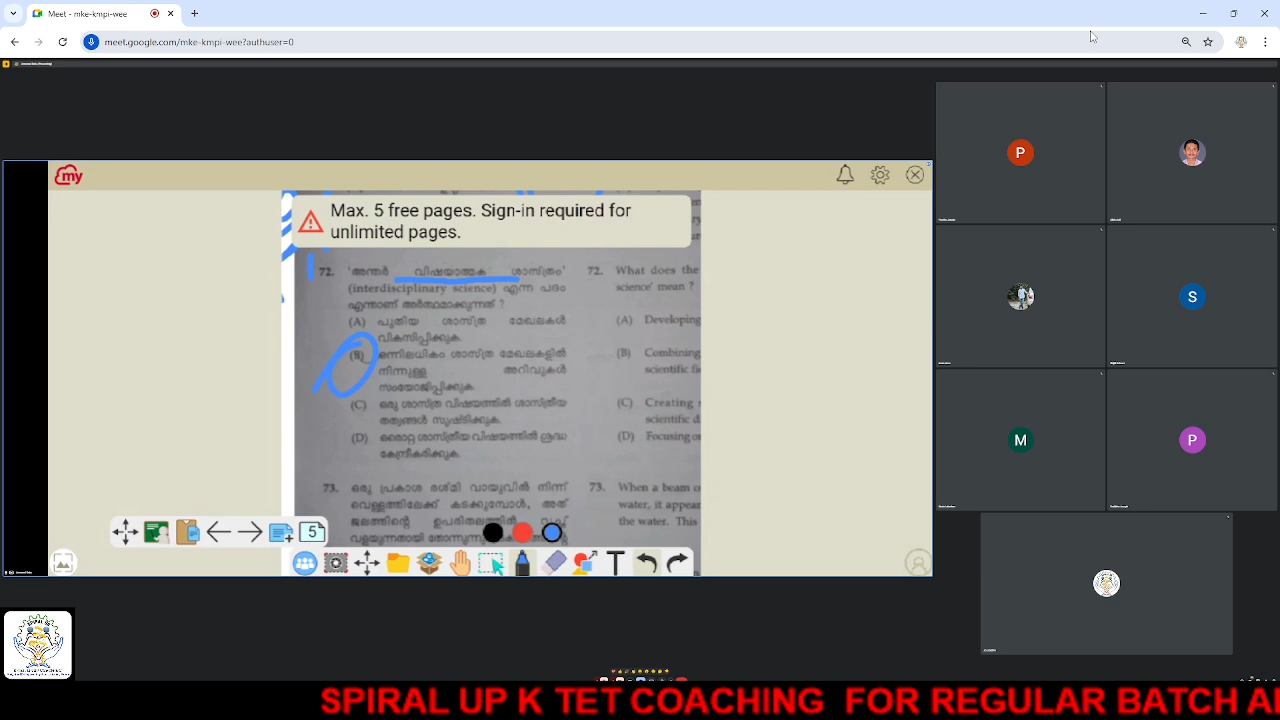 Meet - mke-kmpi-wee
meet.google.com/mke-kmpi-wee?authuser=0
my
Max. 5 free pages. Sign-in required for
unlimited pages.
72. 'അന്തർ വിഷയാത്മക ശാസ്ത്രം'
(interdisciplinary science) എന്ന പദം
എന്താണ് അർത്ഥമാക്കുന്നത് ?
(A) പുതിയ ശാസ്ത്ര മേഖലകൾ
വികസിപ്പിക്കുക
(B) ഒന്നിലധികം ശാസ്ത്ര മേഖലകളിൽ
നിന്നുള്ള അറിവുകൾ
സംയോജിപ്പിക്കുക
(C) ഒരു ശാസ്ത്ര വിഷയത്തിൽ ശാസ്ത്രീയ
തത്വങ്ങൾ സൃഷ്ടിക്കുക
(D) ഒരൊറ്റ ശാസ്ത്രീയ വിഷയത്തിൽ ശ്രദ്ധ
കേന്ദ്രീകരിക്കുക
73. ഒരു പ്രകാശ രശ്മി വായുവിൽ നിന്ന്
വെള്ളത്തിലേക്ക് കടക്കുമ്പോൾ, അത്
ജലത്തിന്റെ ഉപരിതലത്തിൽ വച്ച്
വളയുന്നതായി തോന്നുന്നു
72. What does the
science' mean ?
(A) Developing
(B) Combining
scientific
(C) Creating
scientific
(D) Focusing
73. When a beam
water, it appear
the water. This
5
T
P
S
M
P
SPIRAL UP K TET COACHING FOR REGULAR BATCH